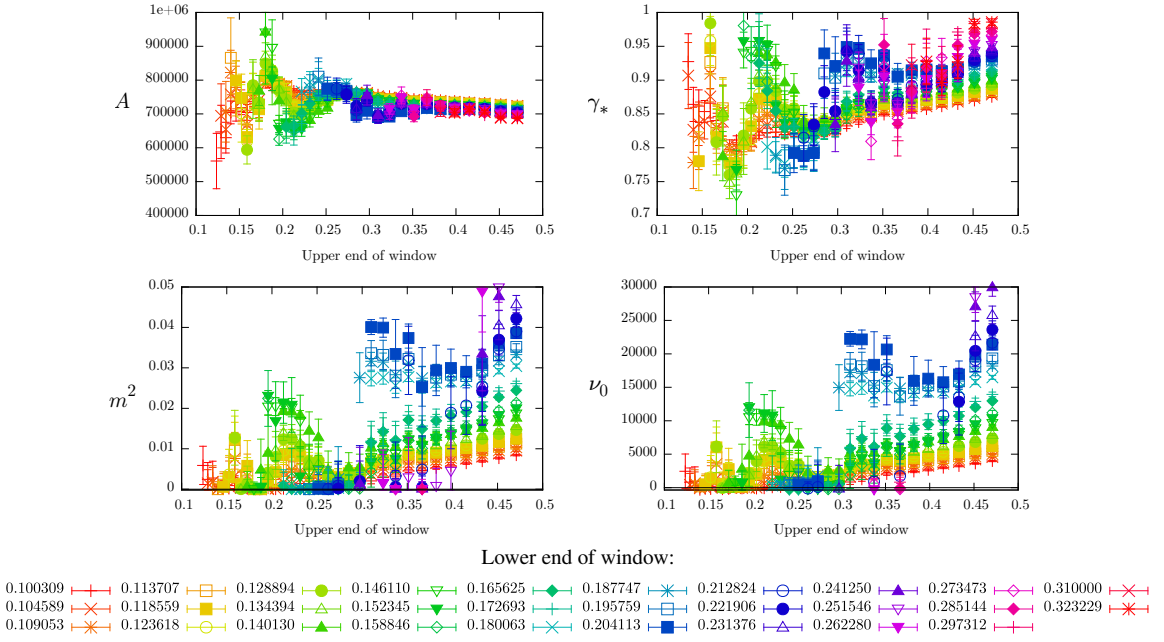 1e+06
900000
800000
700000
600000
500000
400000
A
0.1 0.15 0.2 0.25 0.3 0.35 0.4 0.45 0.5
Upper end of window
1
0.95
0.9
0.85
0.8
0.75
0.7
γ*
0.1 0.15 0.2 0.25 0.3 0.35 0.4 0.45 0.5
Upper end of window
0.05
0.04
0.03
0.02
0.01
0
m²
0.1 0.15 0.2 0.25 0.3 0.35 0.4 0.45 0.5
Upper end of window
30000
25000
20000
15000
10000
5000
0
ν₀
0.1 0.15 0.2 0.25 0.3 0.35 0.4 0.45 0.5
Upper end of window
Lower end of window:
0.100309 0.113707 0.128894 0.146110 0.165625 0.187747 0.212824 0.241250 0.273473 0.310000
0.104589 0.118559 0.134394 0.152345 0.172693 0.195759 0.221906 0.251546 0.285144 0.323229
0.109053 0.123618 0.140130 0.158846 0.180063 0.204113 0.231376 0.262280 0.297312